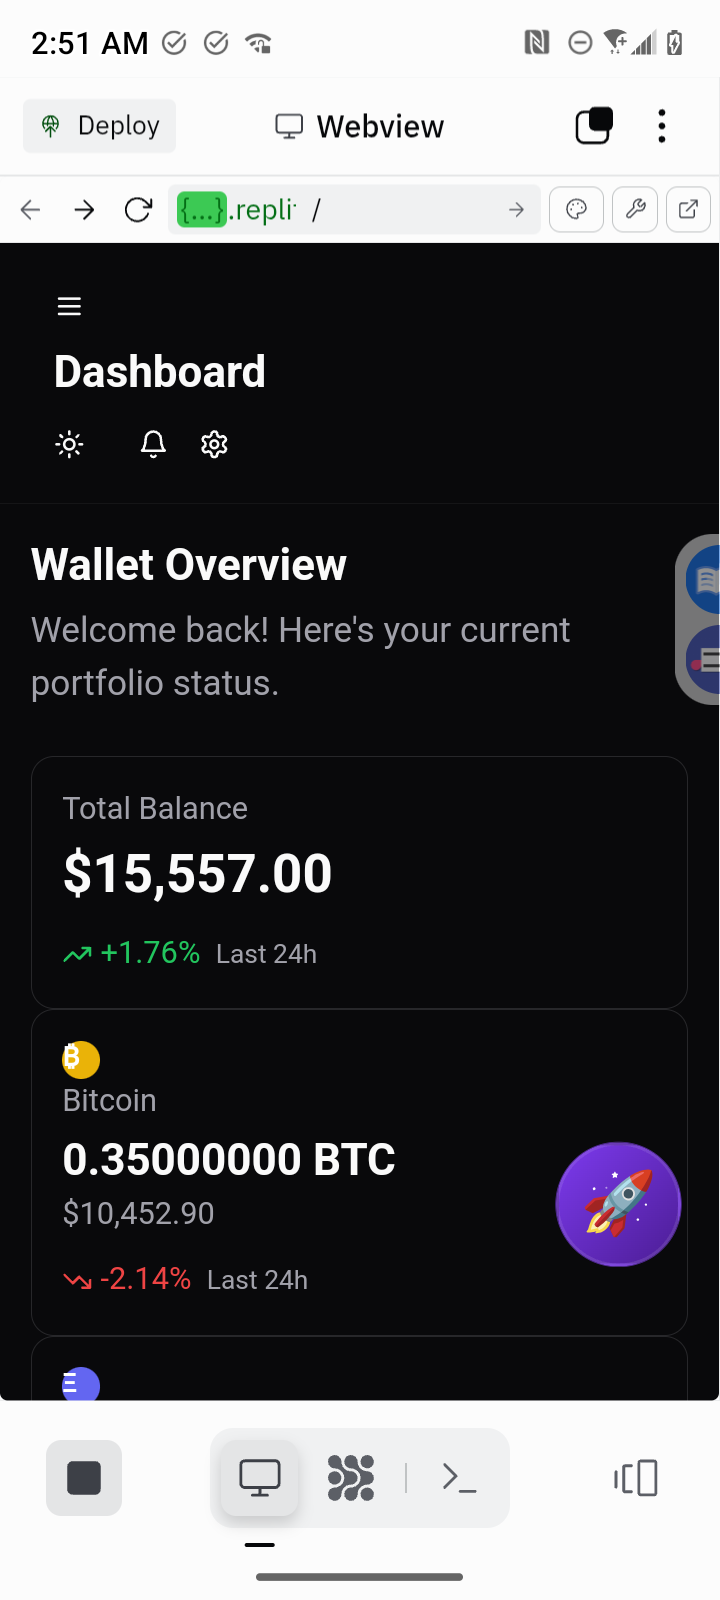 2:51 AM
Deploy
Webview
{...}.repli /
Dashboard
Wallet Overview
Welcome back! Here's your current
portfolio status.
Total Balance
$15,557.00
+1.76% Last 24h
₿
Bitcoin
0.35000000 BTC
$10,452.90
-2.14% Last 24h
Ξ